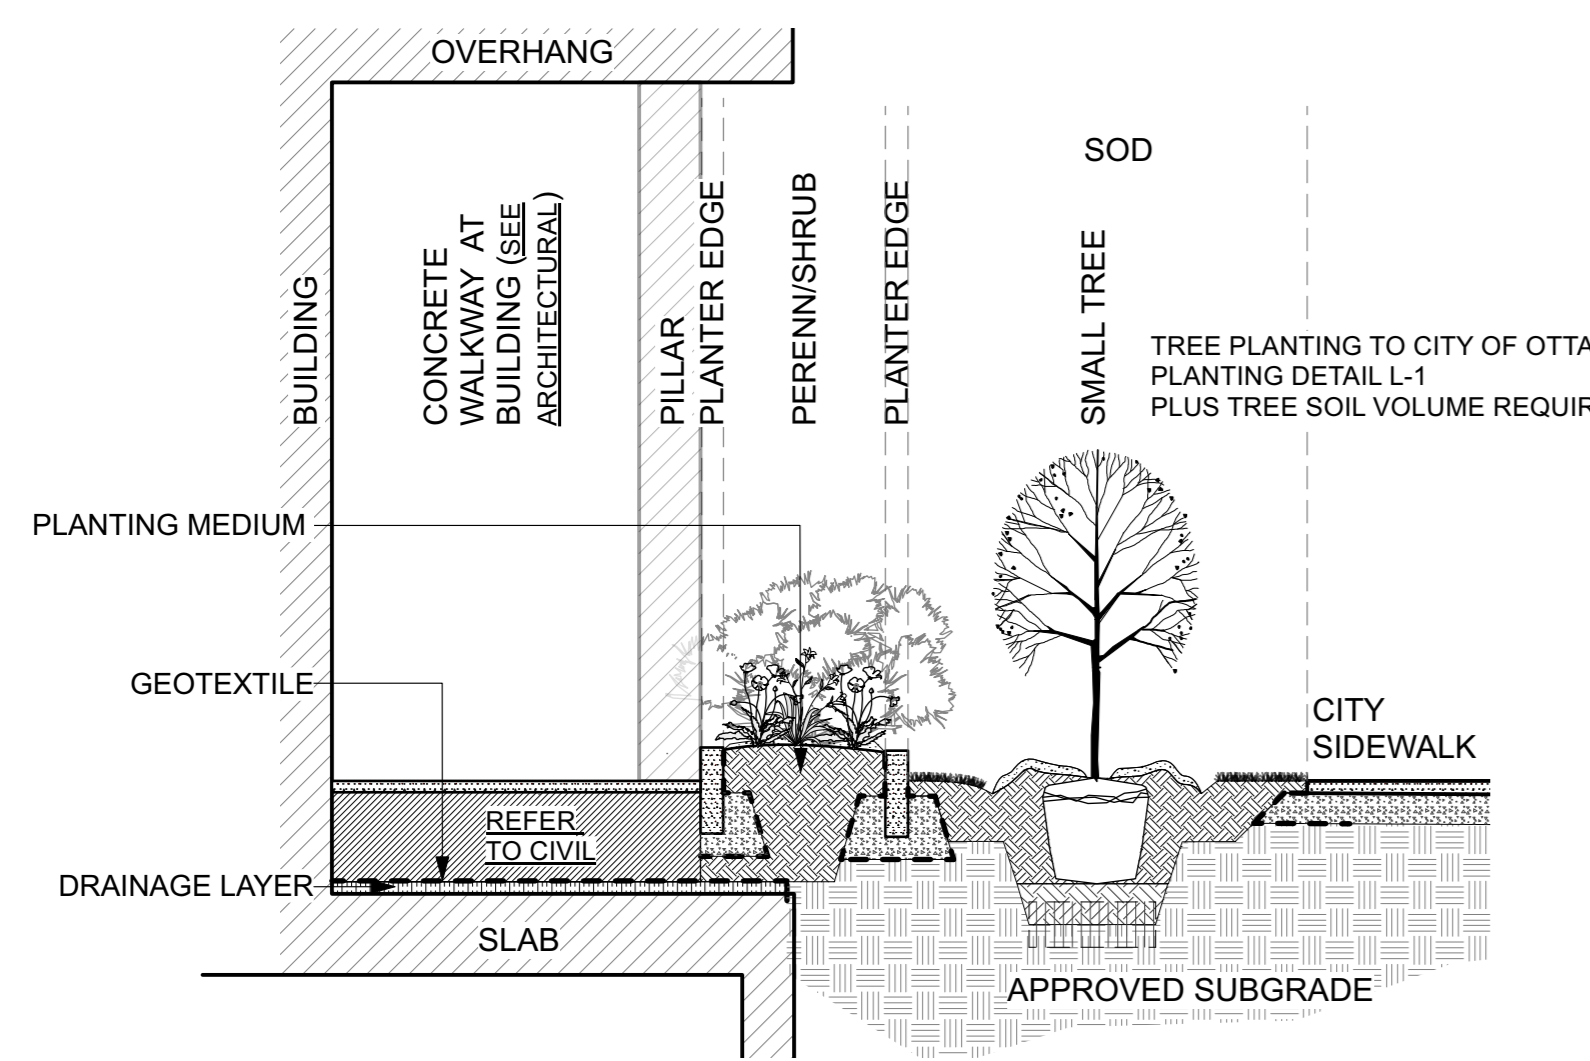 OVERHANG
SOD
BUILDING
CONCRETE
WALKWAY AT
BUILDING (SEE
ARCHITECTURAL)
PILLAR
PLANTER EDGE
PERENN/SHRUB
PLANTER EDGE
SMALL TREE
TREE PLANTING TO CITY OF OTTA
PLANTING DETAIL L-1
PLUS TREE SOIL VOLUME REQUIR
PLANTING MEDIUM
GEOTEXTILE
CITY
SIDEWALK
REFER
TO CIVIL
DRAINAGE LAYER
SLAB
APPROVED SUBGRADE